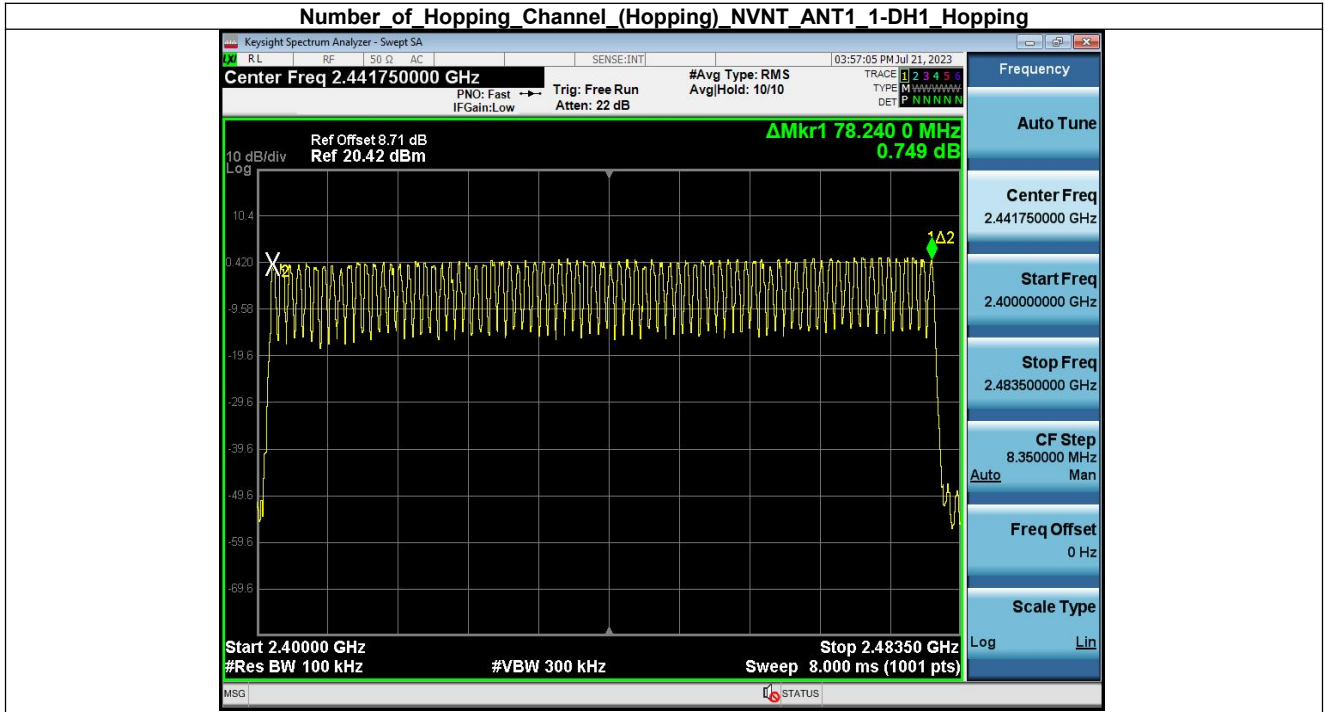 Number_of_Hopping_Channel_(Hopping)_NVNT_ANT1_1-DH1_Hopping
Keysight Spectrum Analyzer - Swept SA
LXI RL RF 50 Ω AC SENSE:INT 03:57:05 PM Jul 21, 2023
Center Freq 2.441750000 GHz
PNO: Fast
IFGain:Low
Trig: Free Run
Atten: 22 dB
#Avg Type: RMS
Avg|Hold: 10/10
TRACE 1 2 3 4 5 6
TYPE M WWWWW
DET P N N N N N
ΔMkr1 78.240 0 MHz
0.749 dB
Ref Offset 8.71 dB
10 dB/div Ref 20.42 dBm
Log
10.4
0.420
-9.58
-19.6
-29.6
-39.6
-49.6
-59.6
-69.6
X2
1Δ2
Start 2.40000 GHz Stop 2.48350 GHz
#Res BW 100 kHz #VBW 300 kHz Sweep 8.000 ms (1001 pts)
MSG STATUS
Frequency
Auto Tune
Center Freq
2.441750000 GHz
Start Freq
2.400000000 GHz
Stop Freq
2.483500000 GHz
CF Step
8.350000 MHz
Auto Man
Freq Offset
0 Hz
Scale Type
Log Lin